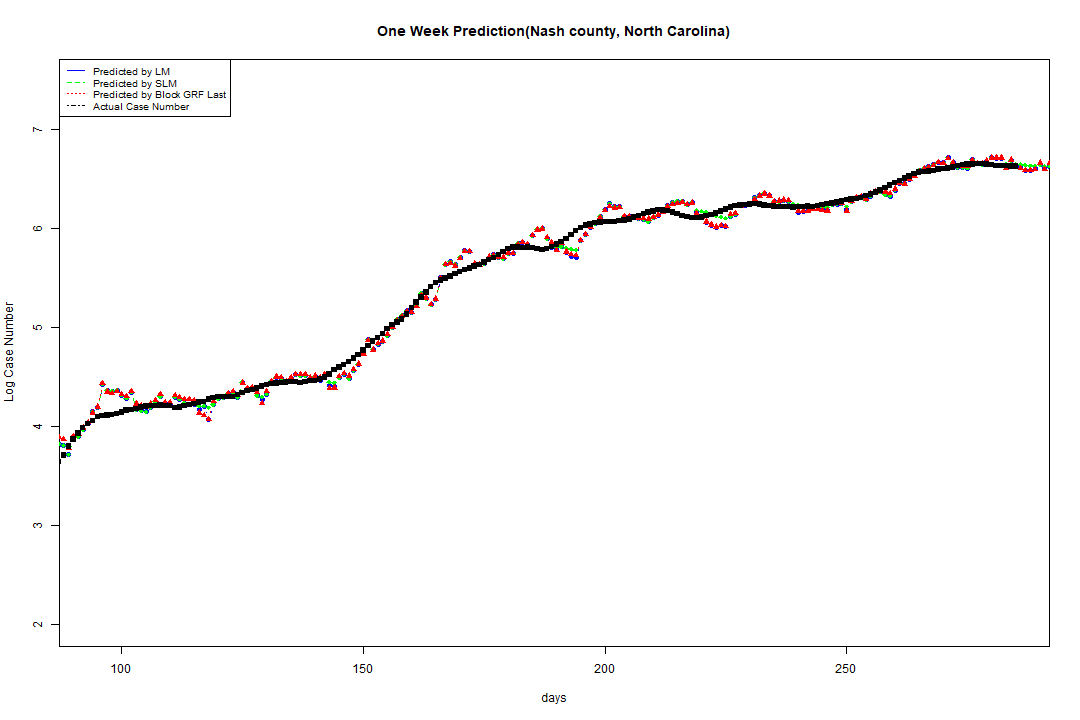 One Week Prediction(Nash county, North Carolina)
Predicted by LM
Predicted by SLM
Predicted by Block GRF Last
Actual Case Number
Log Case Number
7
6
5
4
3
2
100 150 200 250
days